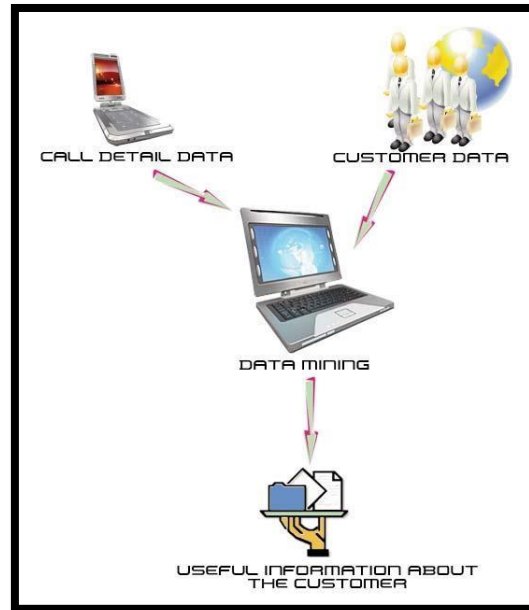 CALL DETAIL DATA
CUSTOMER DATA
DATA MINING
USEFUL INFORMATION ABOUT
THE CUSTOMER